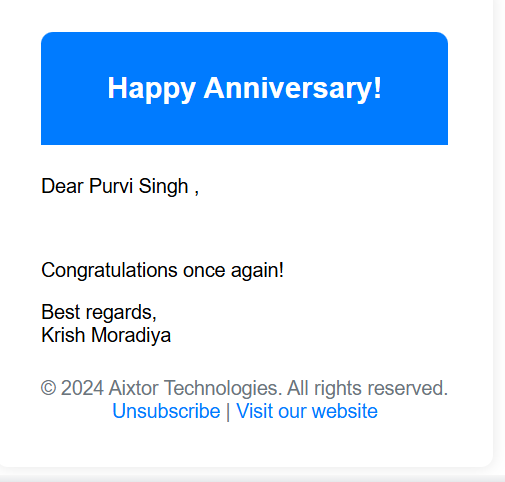 Happy Anniversary!
Dear Purvi Singh ,
Congratulations once again!
Best regards,
Krish Moradiya
© 2024 Aixtor Technologies. All rights reserved.
Unsubscribe | Visit our website